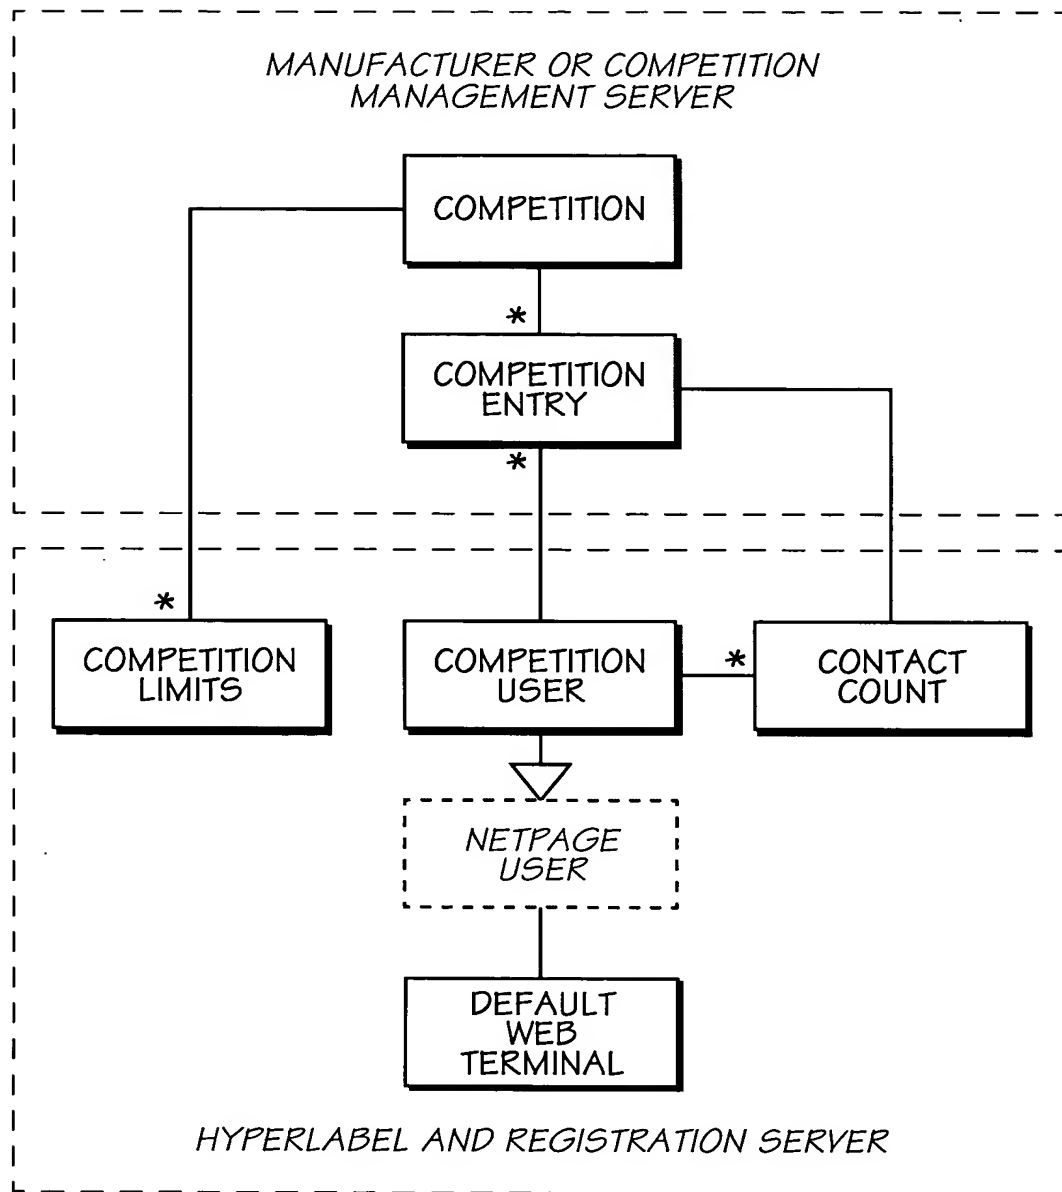 MANUFACTURER OR COMPETITION
MANAGEMENT SERVER
COMPETITION
*
COMPETITION
ENTRY
*
*
COMPETITION
LIMITS
COMPETITION
USER
*
CONTACT
COUNT
NETPAGE
USER
DEFAULT
WEB
TERMINAL
HYPERLABEL AND REGISTRATION SERVER